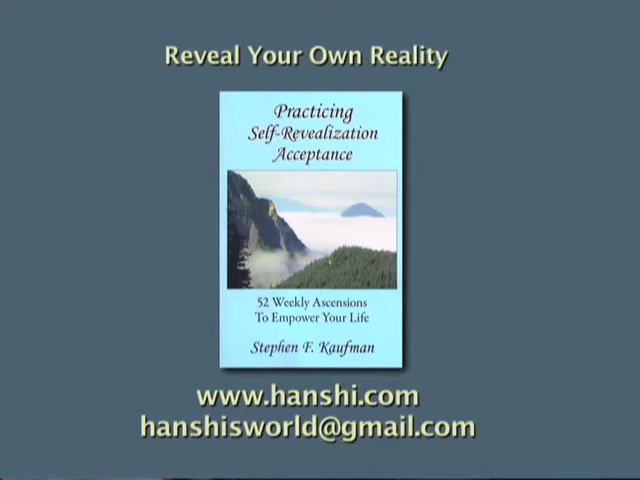 Reveal Your Own Reality
Practicing
Self-Revealization
Acceptance
52 Weekly Ascensions
To Empower Your Life
Stephen F. Kaufman
www.hanshi.com
hanshisworld@gmail.com